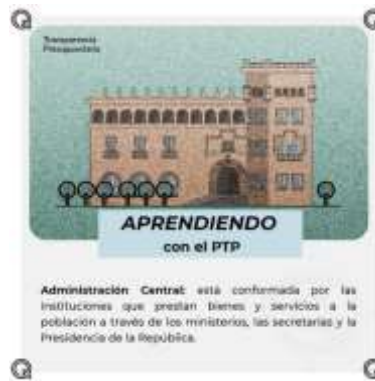 Transparencia
Presupuestaria
APRENDIENDO
con el PTP
Administración Central: esta conformada por las
instituciones que prestan bienes y servicios a la
población a través de los ministerios, las secretarías y la
Presidencia de la República.